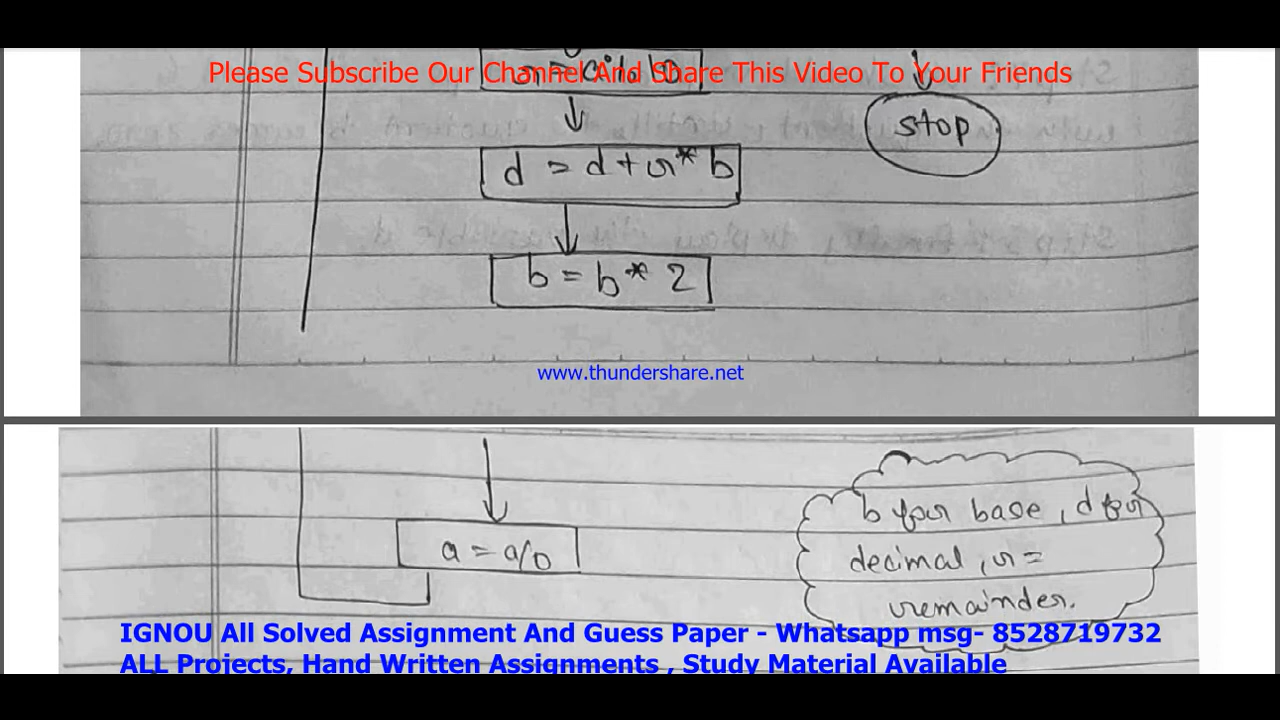 Please Subscribe Our Channel And Share This Video To Your Friends
stop
d = d + r * b
b = b * 2
www.thundershare.net
a = a/0
b for base, d for
decimal, r =
remainder.
IGNOU All Solved Assignment And Guess Paper - Whatsapp msg- 8528719732
ALL Projects, Hand Written Assignments , Study Material Available